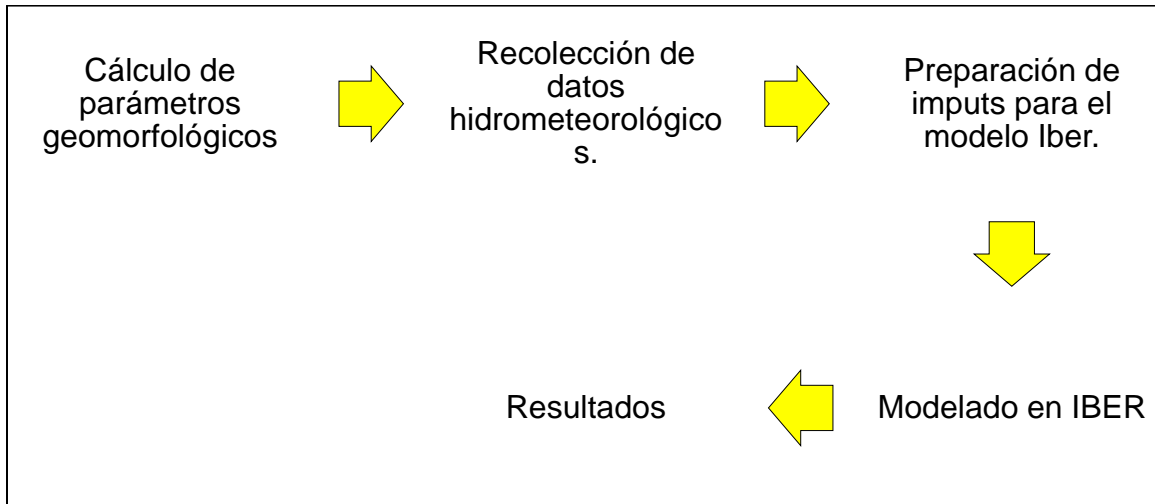 Cálculo de
parámetros
geomorfológicos
Recolección de
datos
hidrometeorológico
s.
Preparación de
imputs para el
modelo Iber.
Resultados
Modelado en IBER